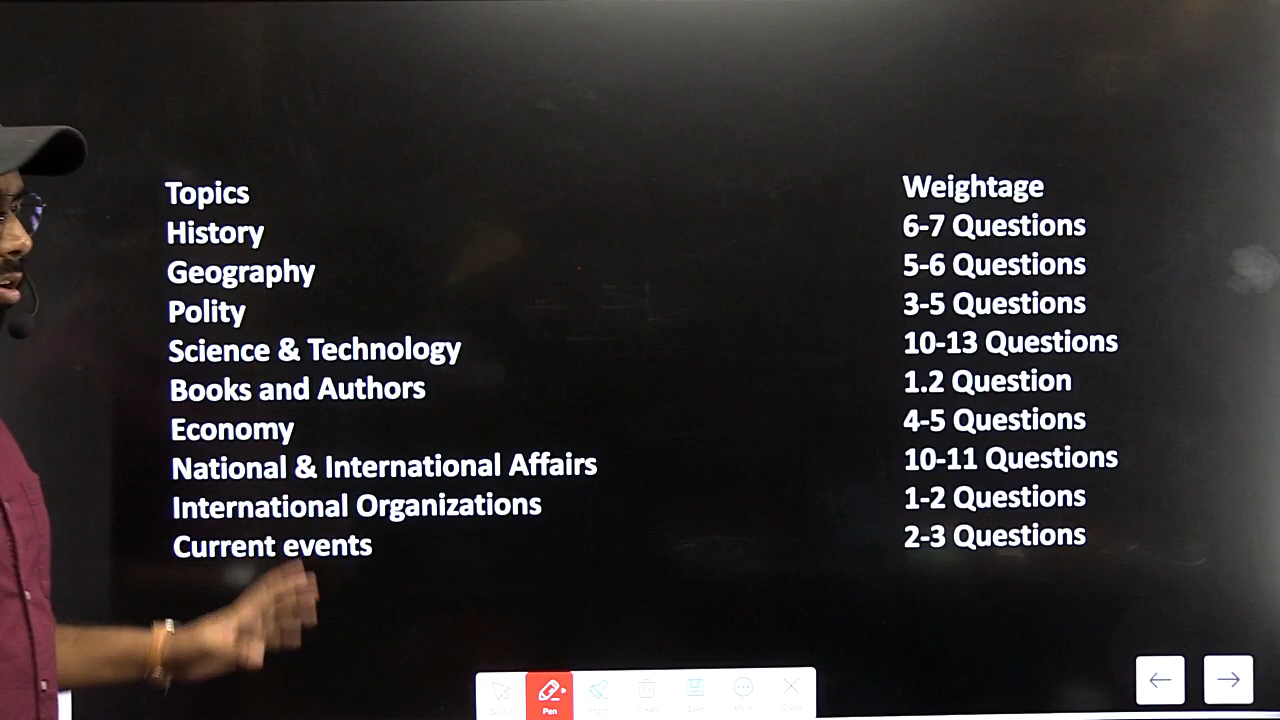 Topics Weightage
History 6-7 Questions
Geography 5-6 Questions
Polity 3-5 Questions
Science & Technology 10-13 Questions
Books and Authors 1.2 Question
Economy 4-5 Questions
National & International Affairs 10-11 Questions
International Organizations 1-2 Questions
Current events 2-3 Questions
Pen